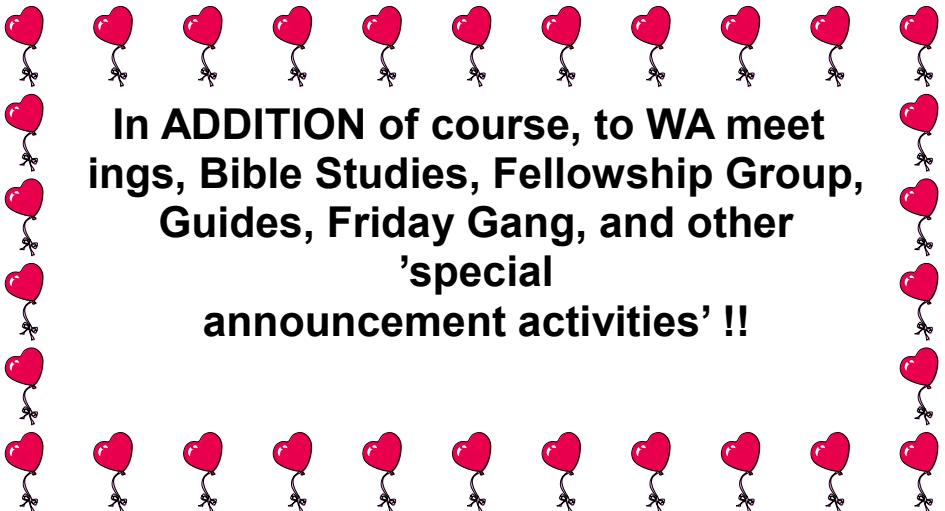 In ADDITION of course, to WA meet
ings, Bible Studies, Fellowship Group,
Guides, Friday Gang, and other
’special
announcement activities’ !!